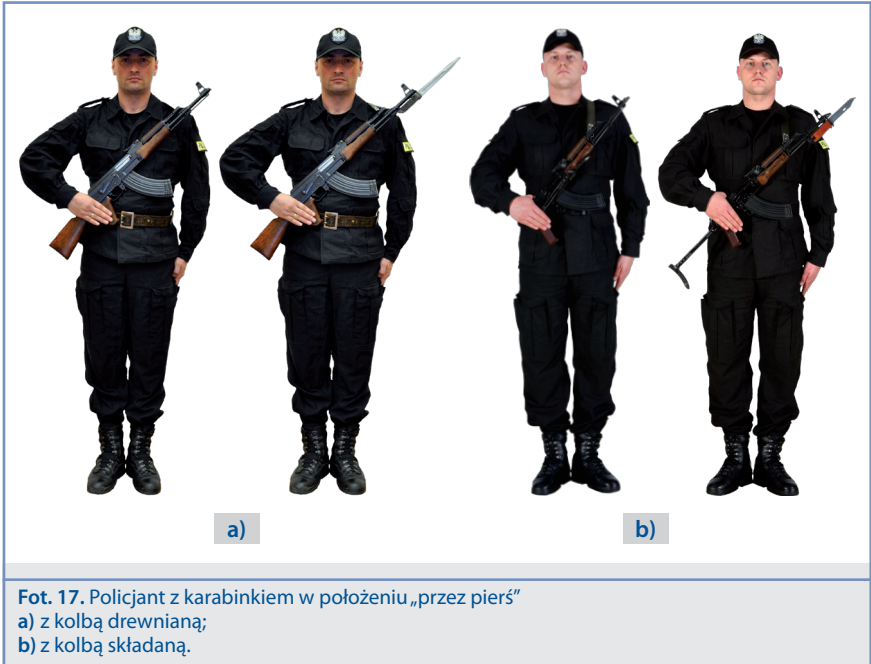 a)
b)
Fot. 17. Policjant z karabinkiem w położeniu „przez pierś”
a) z kolbą drewnianą;
b) z kolbą składaną.